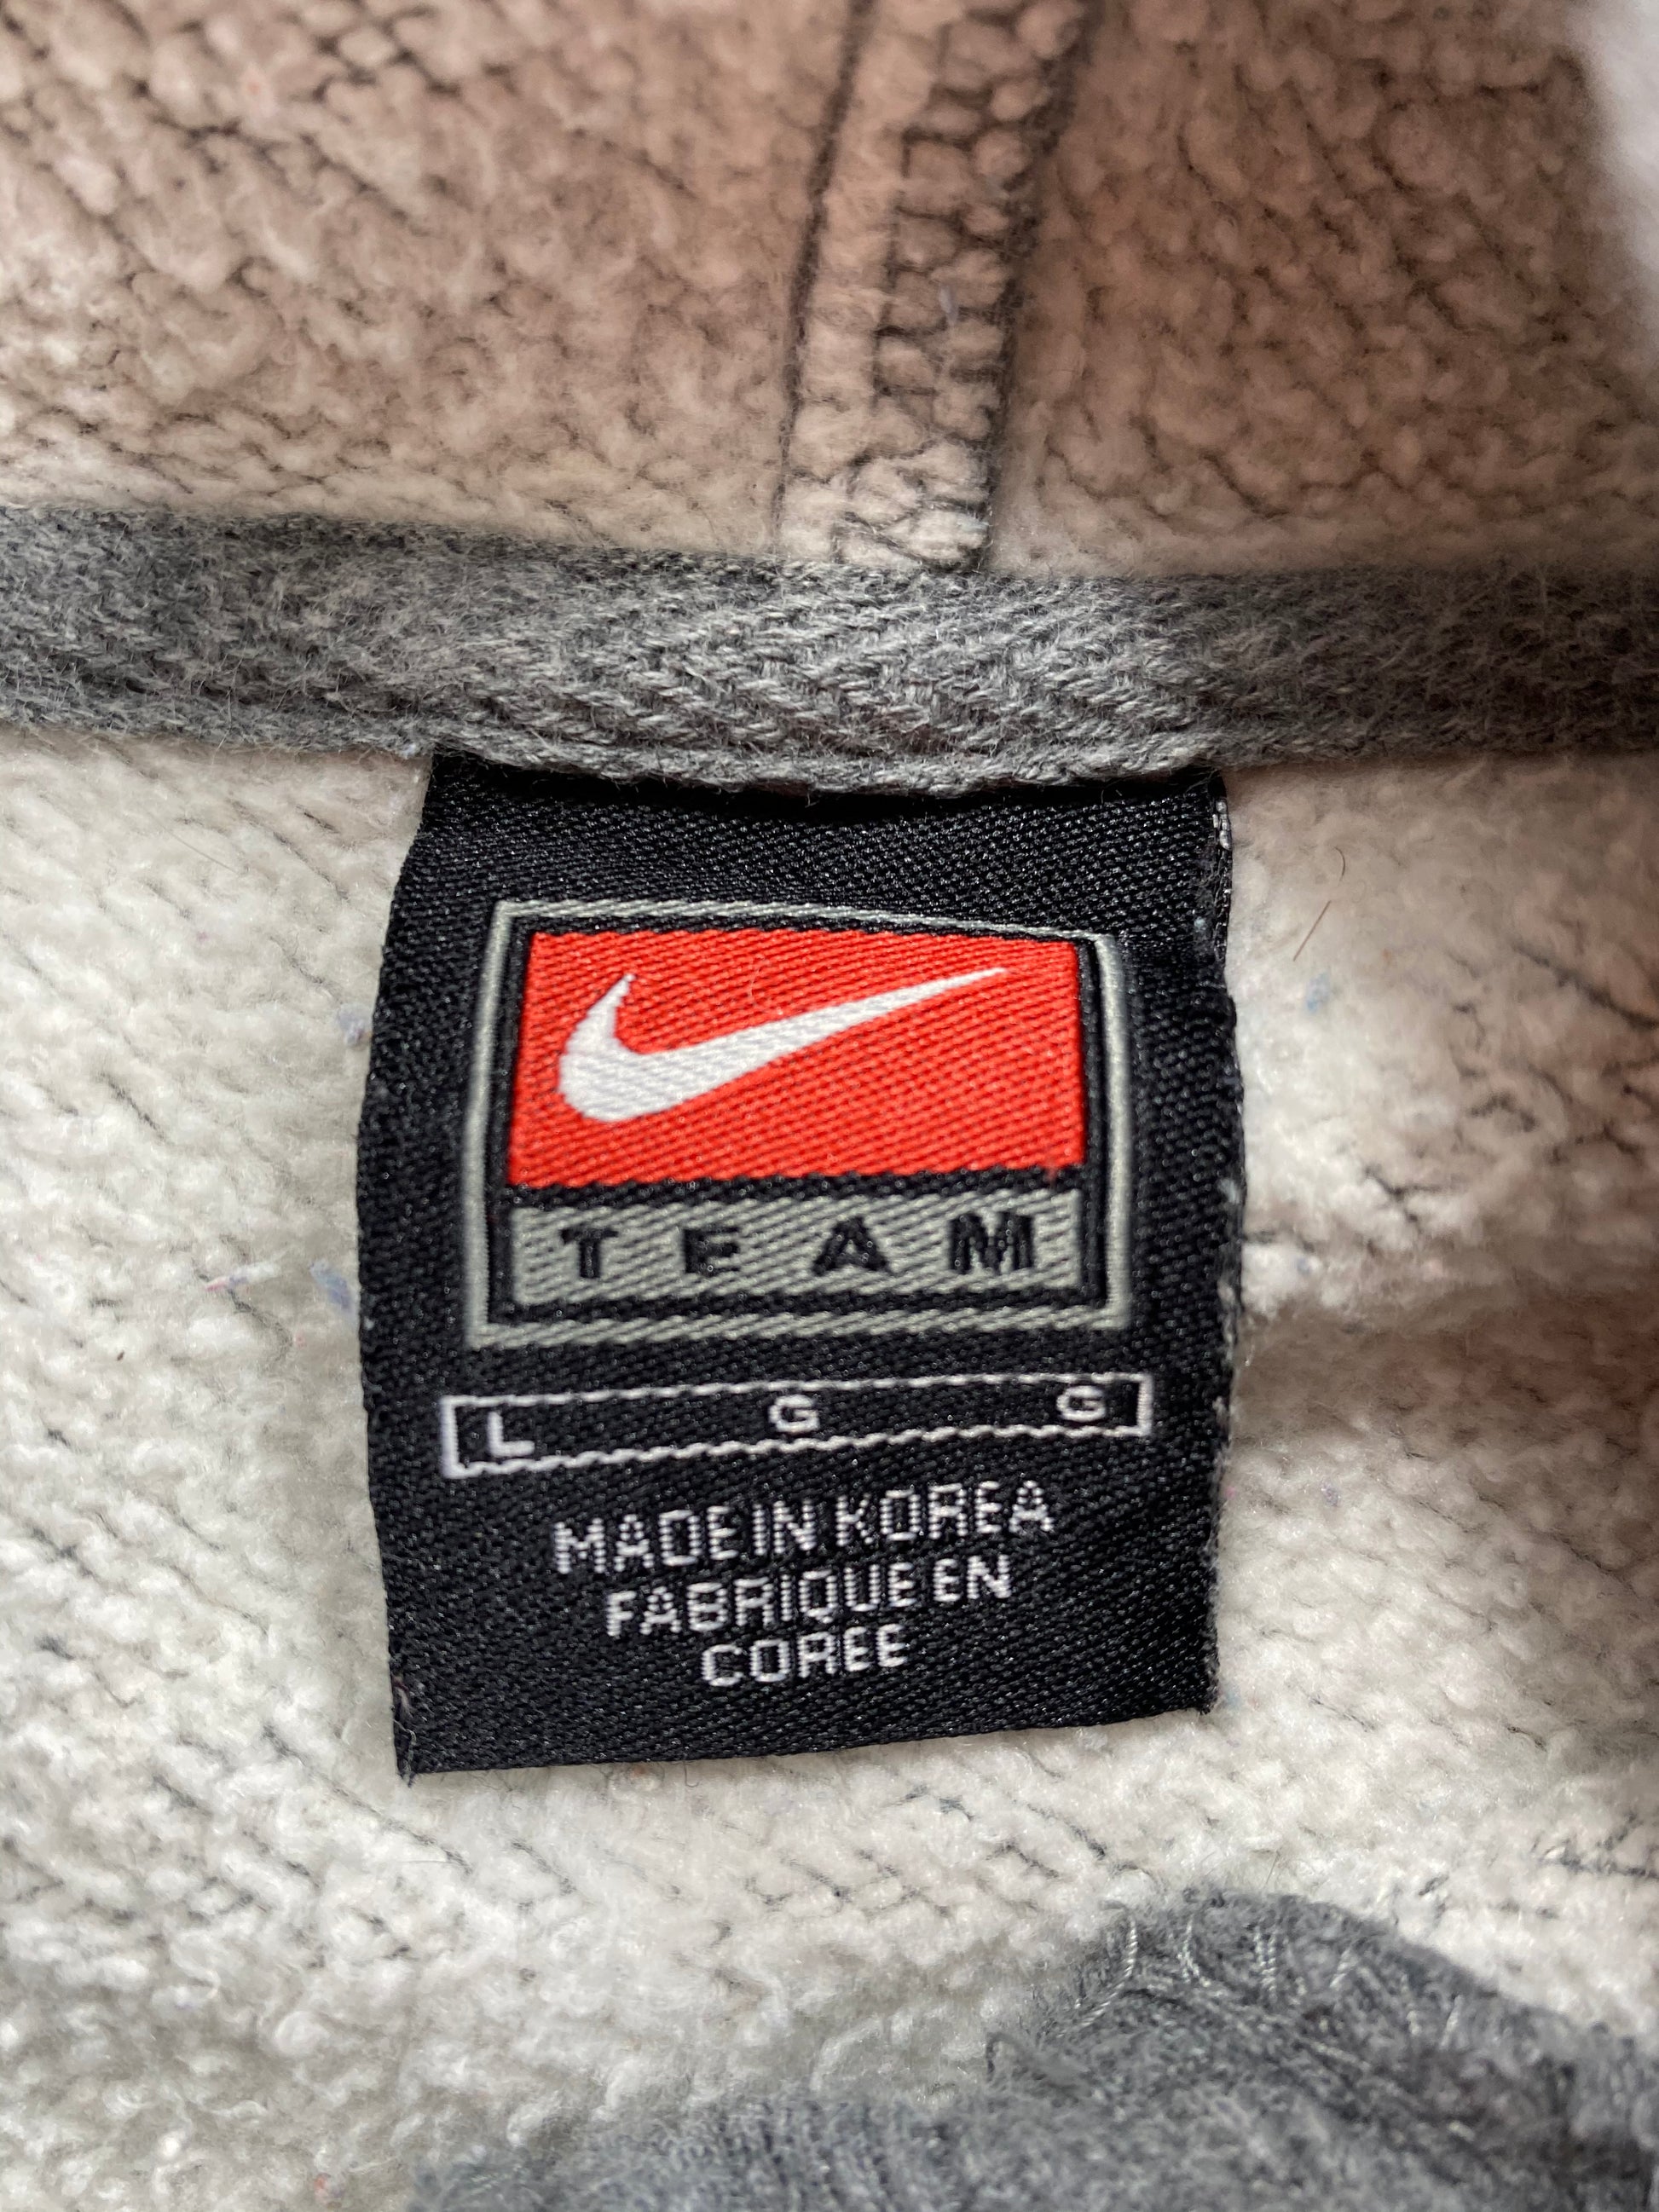 TEAM
L G G
MADE IN KOREA
FABRIQUE EN
COREE